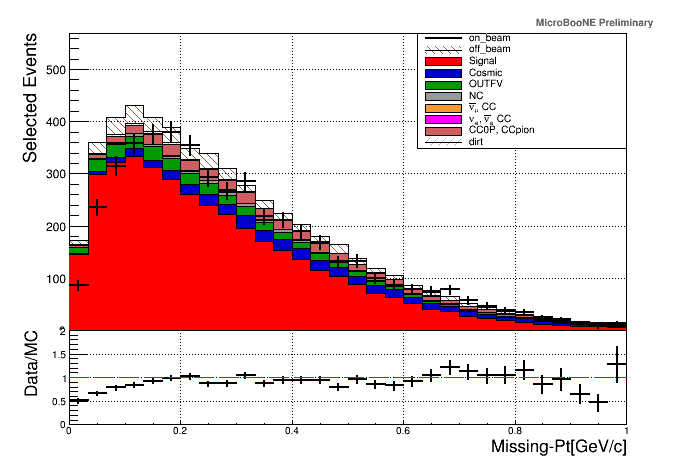 MicroBooNE Preliminary
Selected Events
500
400
300
200
100
on_beam
off_beam
Signal
Cosmic
OUTFV
NC
ν̅μ CC
νe, ν̅e CC
CC0P, CCpion
dirt
Data/MC
2
1.5
1
0.5
0
0 0.2 0.4 0.6 0.8 1
Missing-Pt[GeV/c]